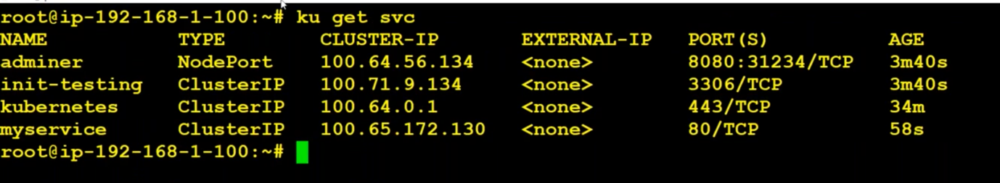 root@ip-192-168-1-100:~# ku get svc
NAME TYPE CLUSTER-IP EXTERNAL-IP PORT(S) AGE
adminer NodePort 100.64.56.134 <none> 8080:31234/TCP 3m40s
init-testing ClusterIP 100.71.9.134 <none> 3306/TCP 3m40s
kubernetes ClusterIP 100.64.0.1 <none> 443/TCP 34m
myservice ClusterIP 100.65.172.130 <none> 80/TCP 58s
root@ip-192-168-1-100:~#